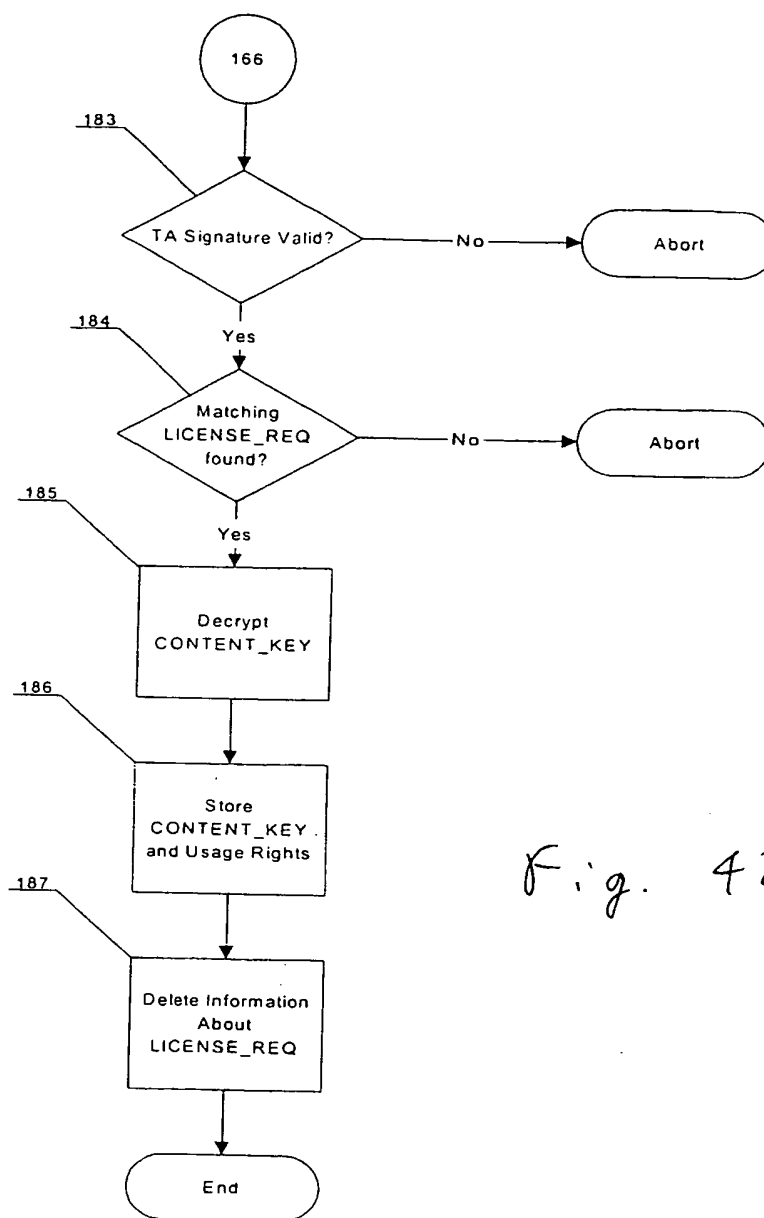 166
183
TA Signature Valid?
No
Abort
Yes
184
Matching
LICENSE_REQ
found?
No
Abort
Yes
185
Decrypt
CONTENT_KEY
186
Store
CONTENT_KEY
and Usage Rights
187
Delete Information
About
LICENSE_REQ
End
Fig.